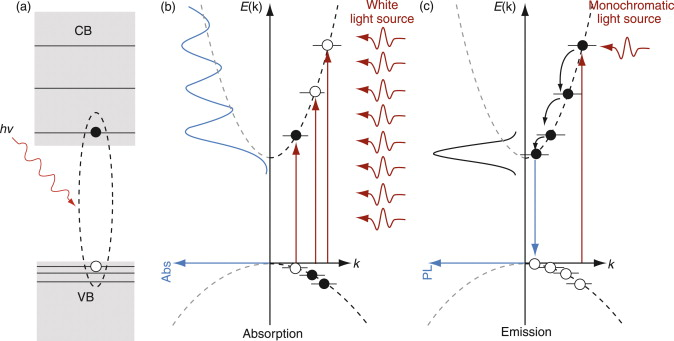 (a)
CB
hν
VB
(b)
E(k)
White
light source
Abs
k
Absorption
(c)
E(k)
Monochromatic
light source
PL
k
Emission